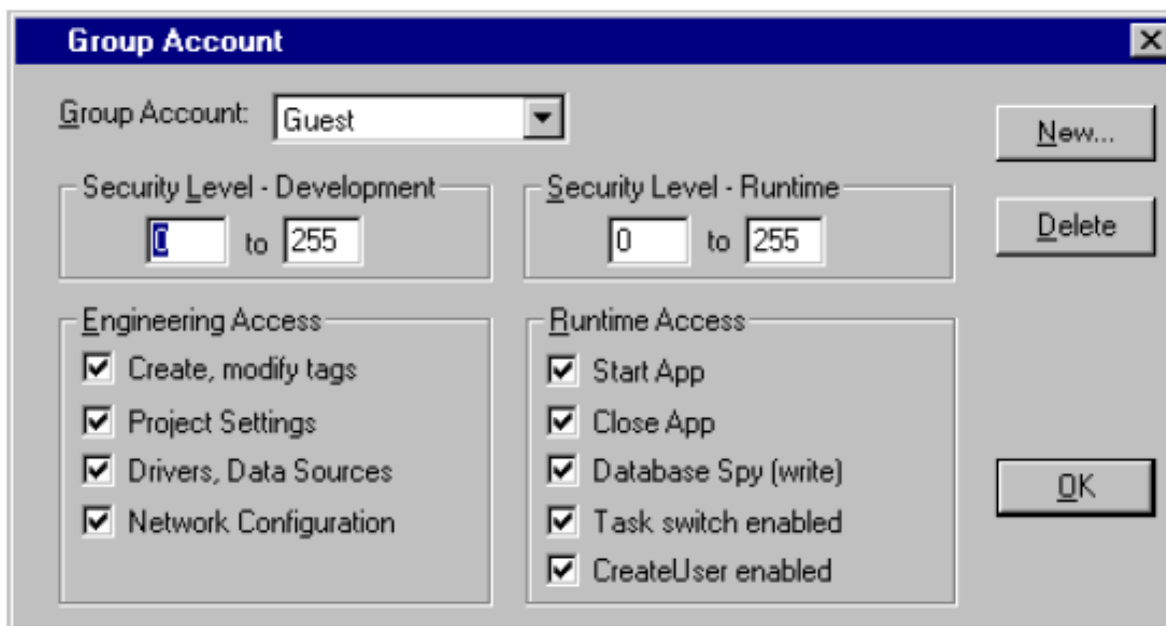 Group Account
Group Account: Guest
New...
Security Level - Development
0 to 255
Security Level - Runtime
0 to 255
Delete
Engineering Access
Create, modify tags
Project Settings
Drivers, Data Sources
Network Configuration
Runtime Access
Start App
Close App
Database Spy (write)
Task switch enabled
CreateUser enabled
OK